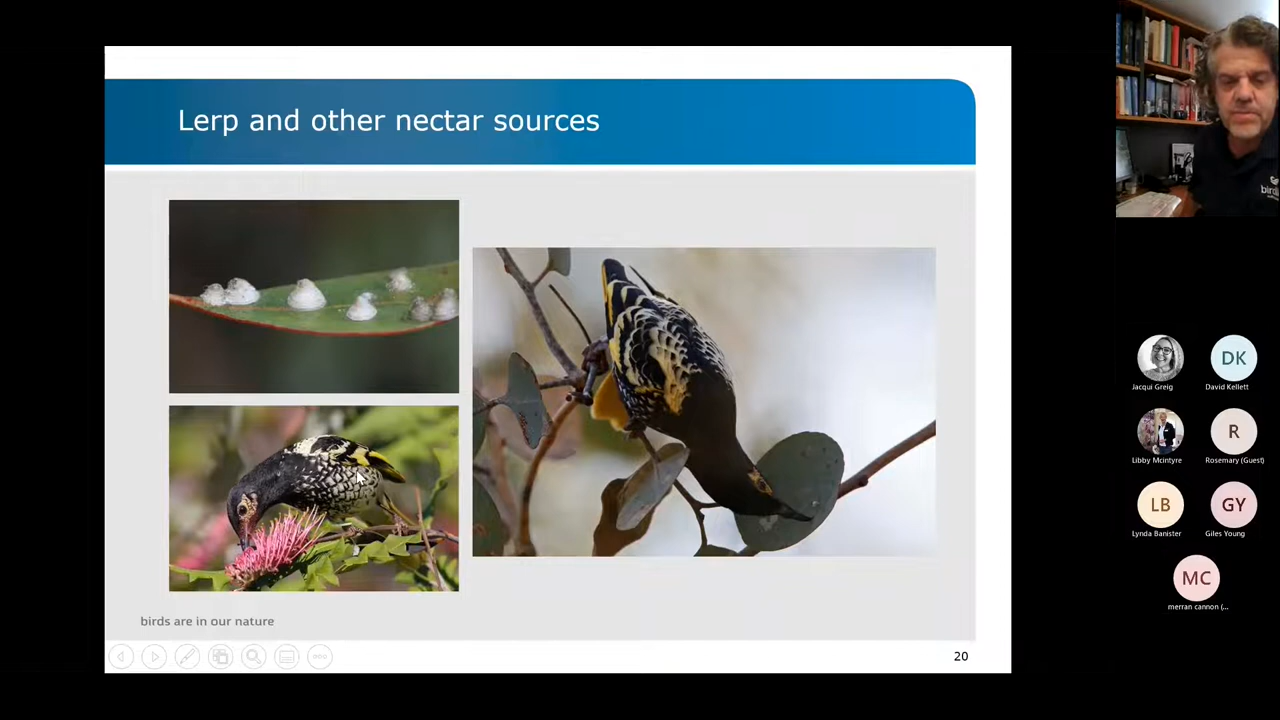 Lerp and other nectar sources
birds are in our nature
20
Jacqui Greig
DK
David Kellett
Libby Mcintyre
R
Rosemary (Guest)
LB
Lynda Banister
GY
Giles Young
MC
merran cannon (...